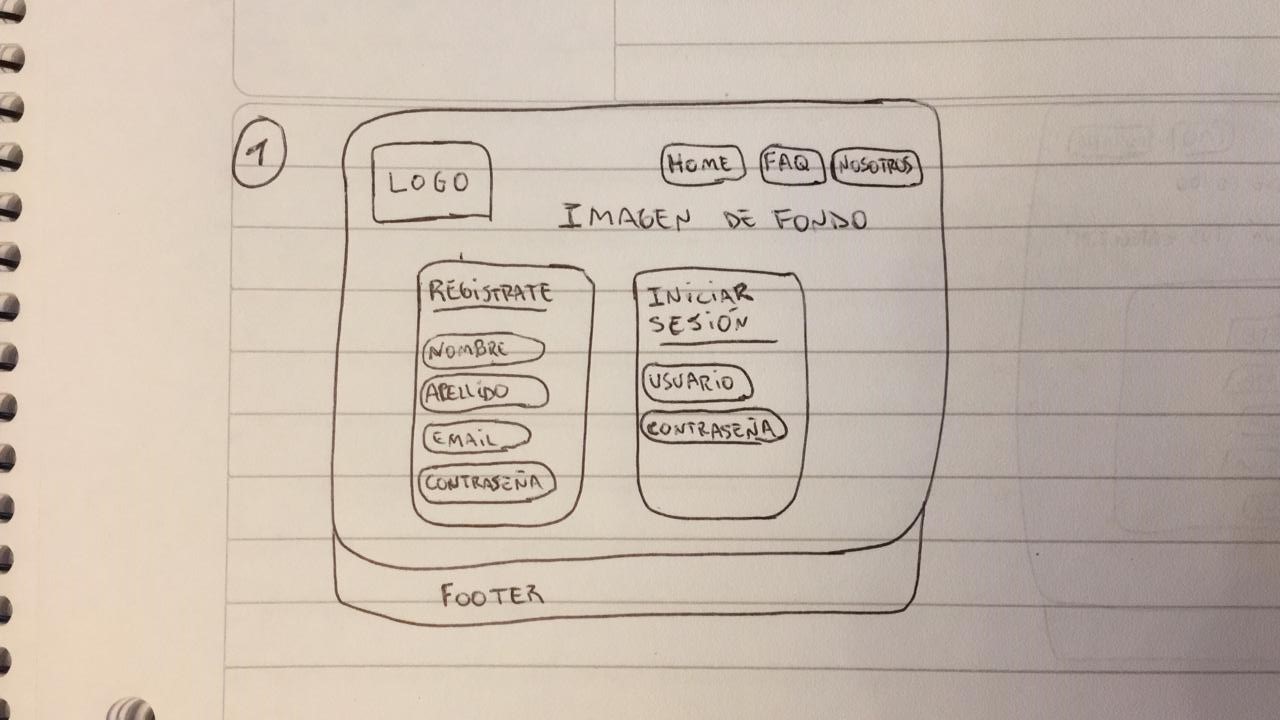 1
LOGO
HOME FAQ NOSOTROS
IMAGEN DE FONDO
REGISTRATE
NOMBRE
APELLIDO
EMAIL
CONTRASEÑA
INICIAR
SESIÓN
USUARIO
CONTRASEÑA
FOOTER